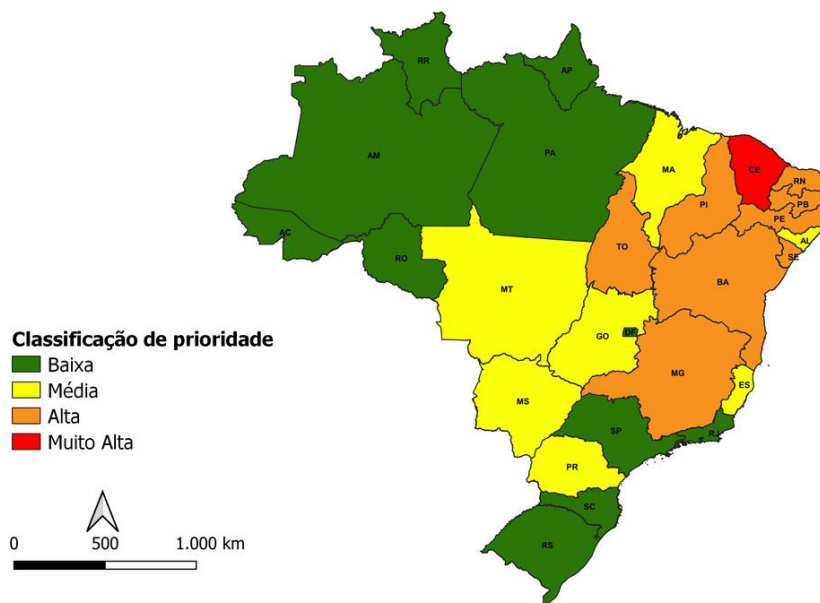 RR
AP
AM
PA
MA
CE
RN
PB
PE
PI
AL
SE
AC
RO
TO
BA
MT
GO
DF
MG
ES
MS
SP
RJ
PR
SC
RS
Classificação de prioridade
Baixa
Média
Alta
Muito Alta
0 500 1.000 km